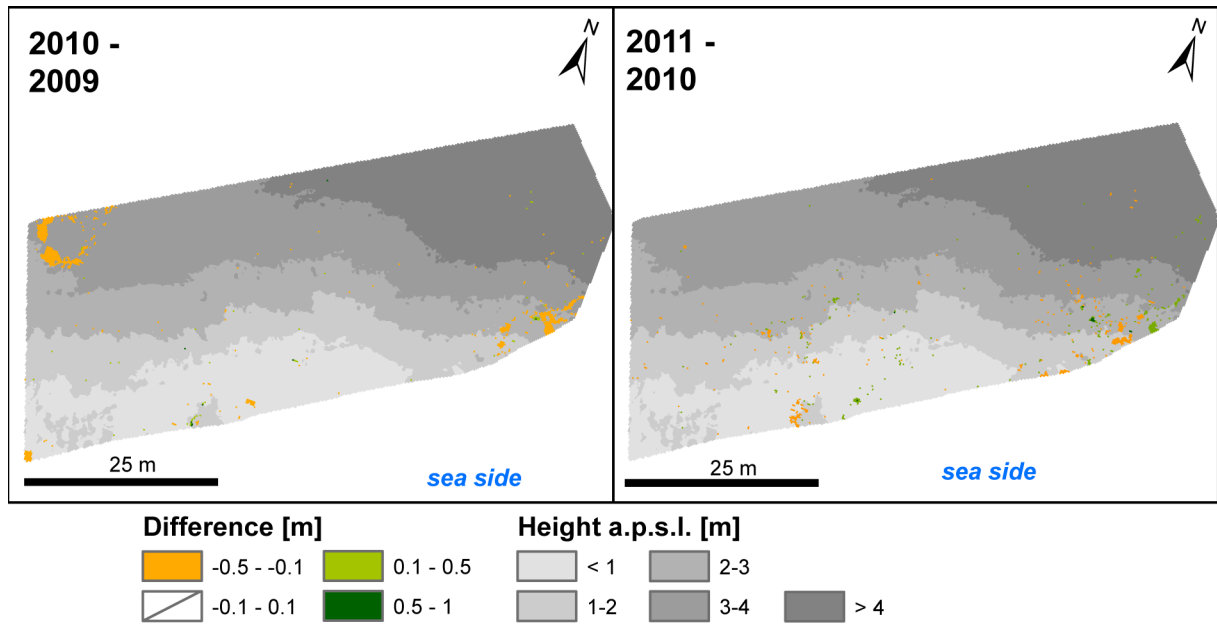 2010 -
2009
N
25 m
sea side
2011 -
2010
N
25 m
sea side
Difference [m]
-0.5 - -0.1
0.1 - 0.5
-0.1 - 0.1
0.5 - 1
Height a.p.s.l. [m]
< 1
2-3
1-2
3-4
> 4